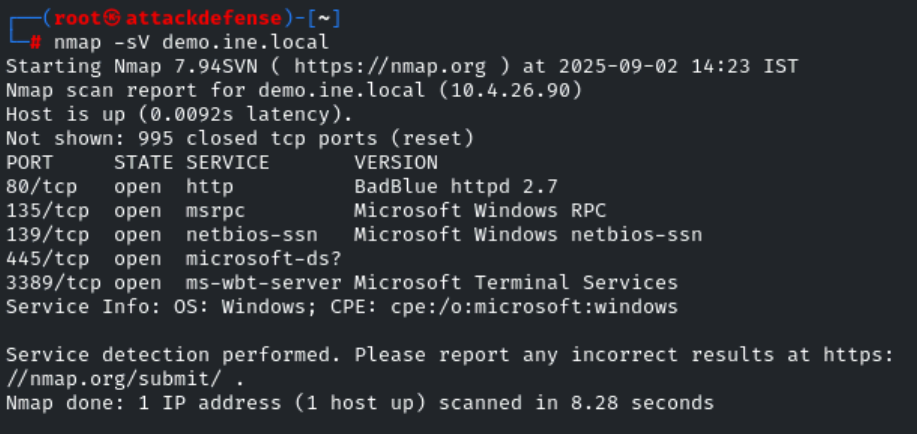 ┌──(root㉿attackdefense)-[~]
└─# nmap -sV demo.ine.local
Starting Nmap 7.94SVN ( https://nmap.org ) at 2025-09-02 14:23 IST
Nmap scan report for demo.ine.local (10.4.26.90)
Host is up (0.0092s latency).
Not shown: 995 closed tcp ports (reset)
PORT     STATE SERVICE       VERSION
80/tcp   open  http          BadBlue httpd 2.7
135/tcp  open  msrpc         Microsoft Windows RPC
139/tcp  open  netbios-ssn   Microsoft Windows netbios-ssn
445/tcp  open  microsoft-ds?
3389/tcp open  ms-wbt-server Microsoft Terminal Services
Service Info: OS: Windows; CPE: cpe:/o:microsoft:windows

Service detection performed. Please report any incorrect results at https:
//nmap.org/submit/ .
Nmap done: 1 IP address (1 host up) scanned in 8.28 seconds